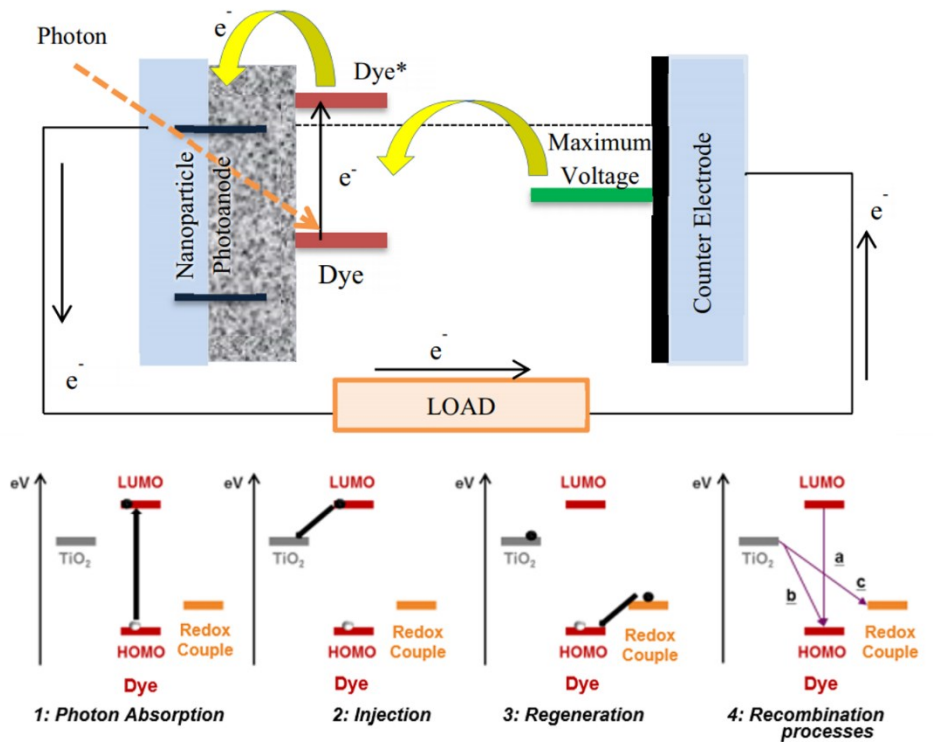 e-
Photon
Dye*
Maximum
Voltage
e-
e-
Nanoparticle
Photoanode
Counter Electrode
Dye
e-
e-
LOAD
eV
LUMO
TiO2
Redox
Couple
HOMO
Dye
1: Photon Absorption
eV
LUMO
TiO2
Redox
Couple
HOMO
Dye
2: Injection
eV
LUMO
TiO2
Redox
Couple
HOMO
Dye
3: Regeneration
eV
LUMO
TiO2
a
b
c
Redox
Couple
HOMO
Dye
4: Recombination
processes